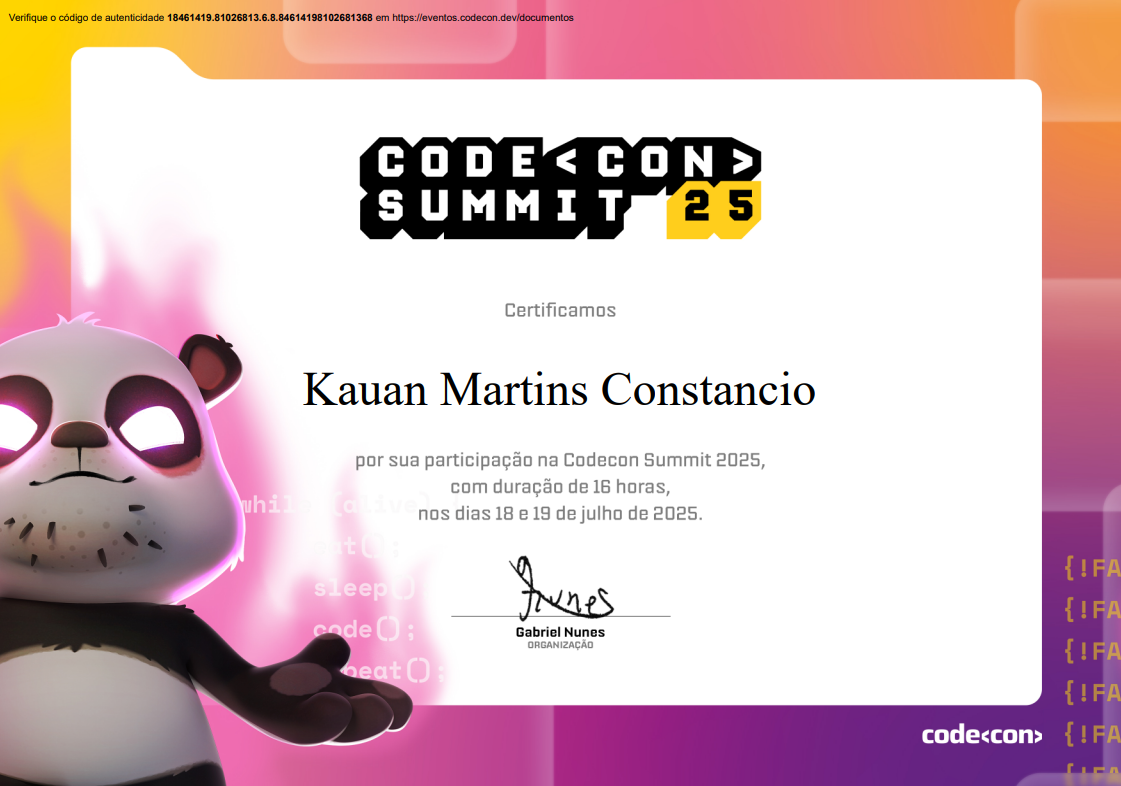 Verifique o código de autenticidade 18461419.81026813.6.8.84614198102681368 em https://eventos.codecon.dev/documentos
CODE<CON>
SUMMIT 25
Certificamos
Kauan Martins Constancio
por sua participação na Codecon Summit 2025,
com duração de 16 horas,
nos dias 18 e 19 de julho de 2025.
while (alive) {
sleep();
code();
repeat();
Nunes
Gabriel Nunes
ORGANIZAÇÃO
{!FA
{!FA
{!FA
{!FA
{!FA
{!FA
code<con>